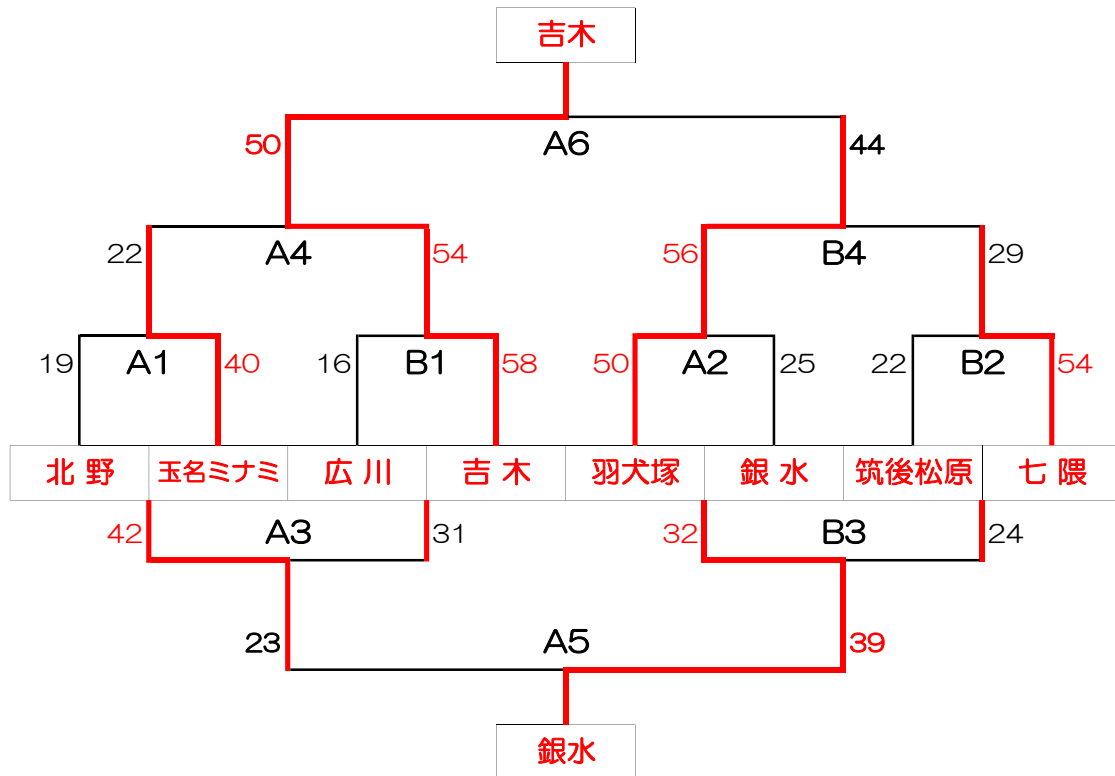 吉木
50 A6 44
22 A4 54 56 B4 29
19 A1 40 16 B1 58 50 A2 25 22 B2 54
北 野 玉名ミナミ 広 川 吉 木 羽犬塚 銀 水 筑後松原 七 隈
42 A3 31 32 B3 24
23 A5 39
銀水